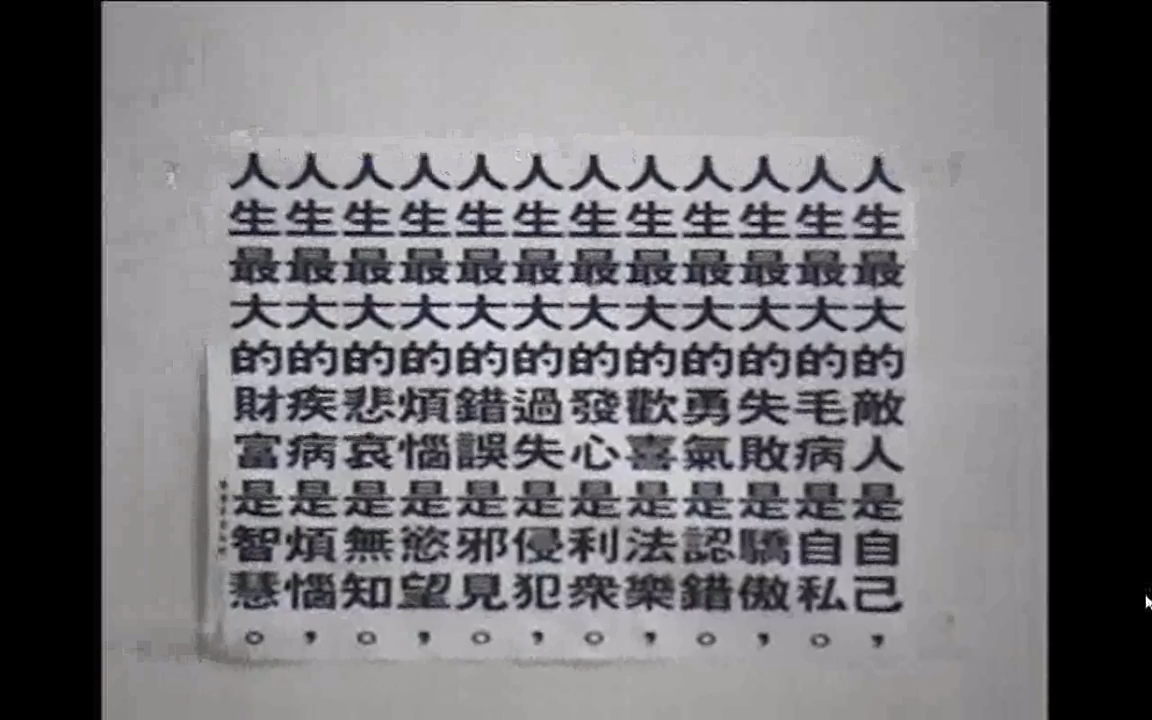 人生最大的敵人是自己，
人生最大的毛病是自私。
人生最大的失敗是驕傲，
人生最大的勇氣是認錯。
人生最大的歡喜是法樂，
人生最大的發心是利眾。
人生最大的過失是侵犯，
人生最大的錯誤是邪見。
人生最大的煩惱是慾望，
人生最大的悲哀是無知。
人生最大的疾病是煩惱，
人生最大的財富是智慧。